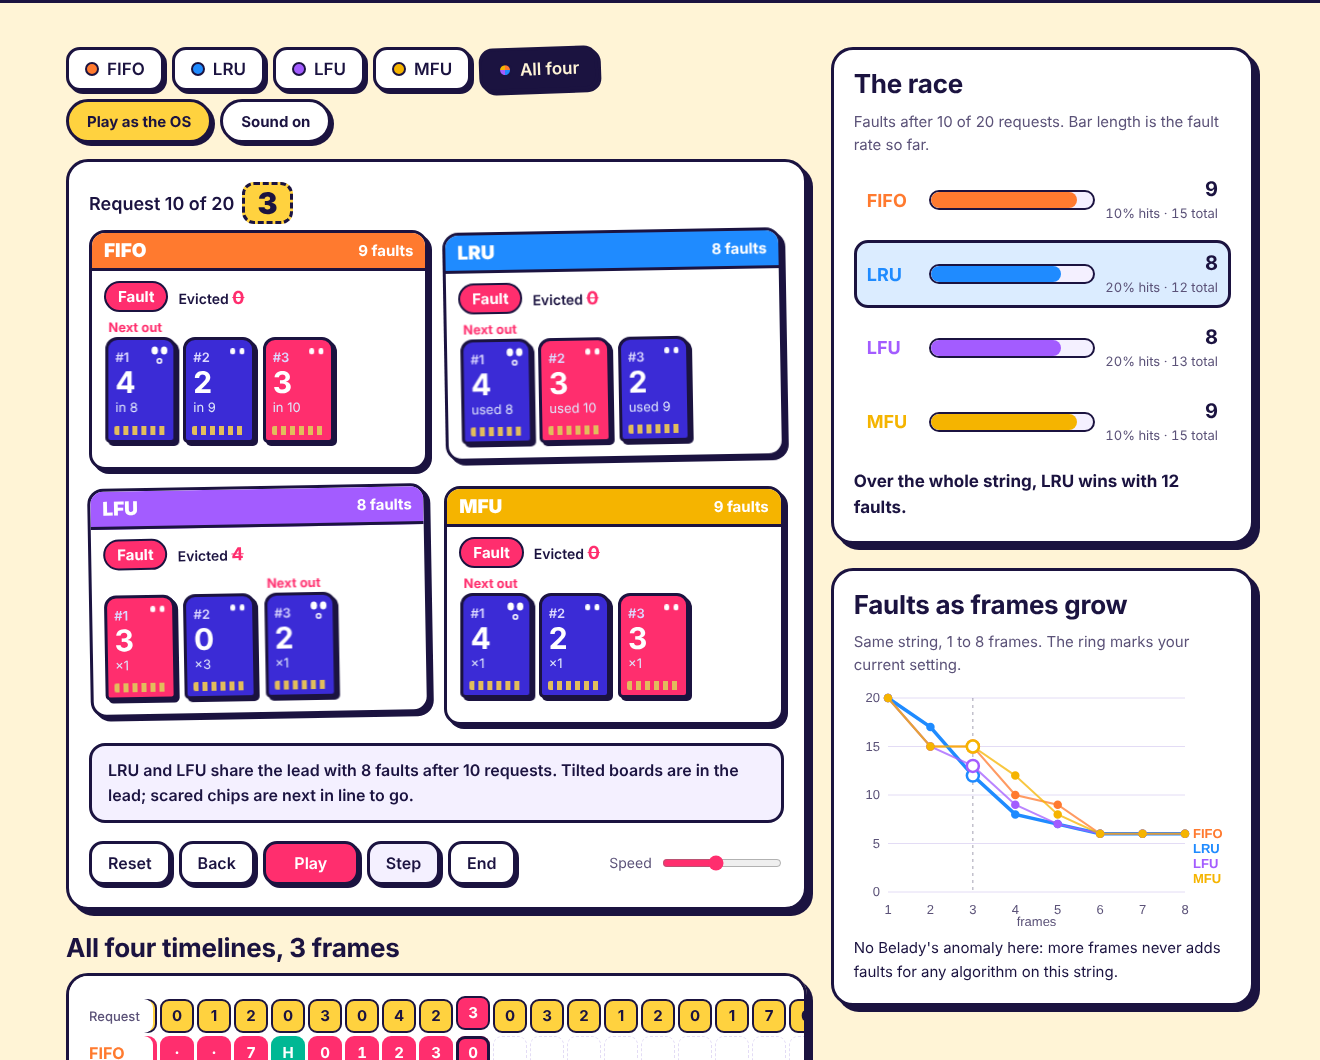 FIFO
LRU
LFU
MFU
All four
Play as the OS
Sound on
Request 10 of 20 3
FIFO 9 faults
Fault Evicted 0
Next out
#1 #2 #3
4 2 3
in 8 in 9 in 10
LRU 8 faults
Fault Evicted 0
Next out
#1 #2 #3
4 3 2
used 8 used 10 used 9
LFU 8 faults
Fault Evicted 4
Next out
#1 #2 #3
3 0 2
×1 ×3 ×1
MFU 9 faults
Fault Evicted 0
Next out
#1 #2 #3
4 2 3
×1 ×1 ×1
LRU and LFU share the lead with 8 faults after 10 requests. Tilted boards are in the
lead; scared chips are next in line to go.
Reset Back Play Step End Speed
All four timelines, 3 frames
Request 0 1 2 0 3 0 4 2 3 0 3 2 1 2 0 1 7
FIFO · · 7 H 0 1 2 3 0
The race
Faults after 10 of 20 requests. Bar length is the fault
rate so far.
FIFO 9
10% hits · 15 total
LRU 8
20% hits · 12 total
LFU 8
20% hits · 13 total
MFU 9
10% hits · 15 total
Over the whole string, LRU wins with 12
faults.
Faults as frames grow
Same string, 1 to 8 frames. The ring marks your
current setting.
20
15
10
5
0
1 2 3 4 5 6 7 8
frames
FIFO
LRU
LFU
MFU
No Belady's anomaly here: more frames never adds
faults for any algorithm on this string.